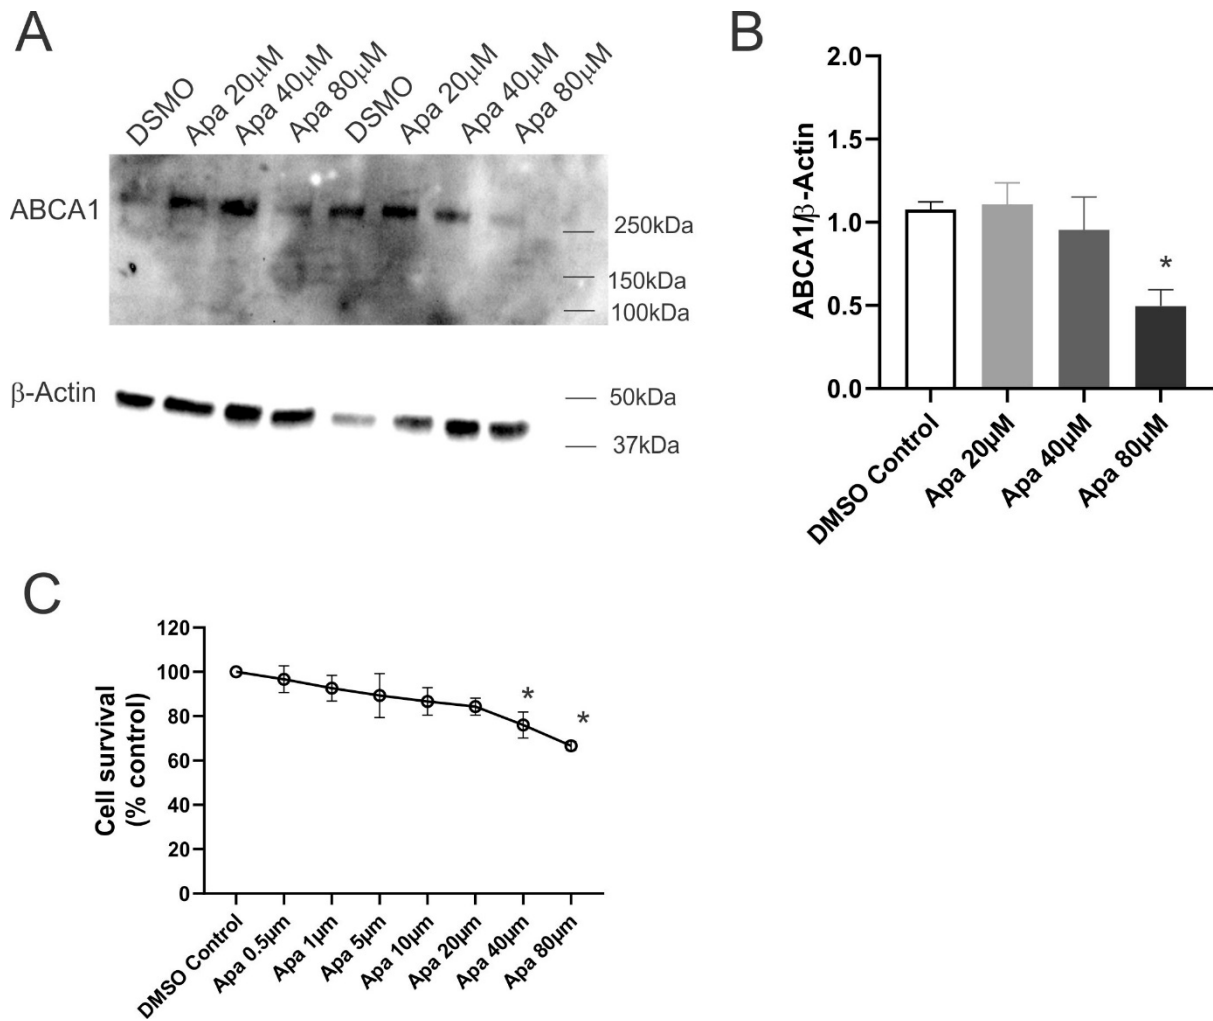 A
DSMO
Apa 20μM
Apa 40μM
Apa 80μM
DSMO
Apa 20μM
Apa 40μM
Apa 80μM
ABCA1
250kDa
150kDa
100kDa
β-Actin
50kDa
37kDa
B
ABCA1/β-Actin
2.0
1.5
1.0
0.5
0.0
*
DMSO Control
Apa 20μM
Apa 40μM
Apa 80μM
C
Cell survival
(% control)
120
100
80
60
40
20
0
*
*
DMSO Control
Apa 0.5μm
Apa 1μm
Apa 5μm
Apa 10μm
Apa 20μm
Apa 40μm
Apa 80μm